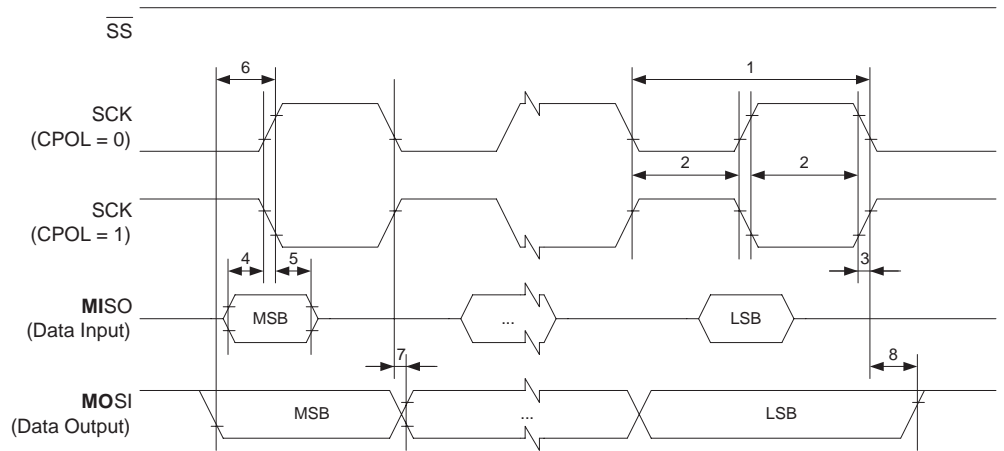 SS
6
1
SCK
(CPOL = 0)
2
2
SCK
(CPOL = 1)
4
5
3
MISO
(Data Input)
MSB
...
LSB
7
8
MOSI
(Data Output)
MSB
...
LSB